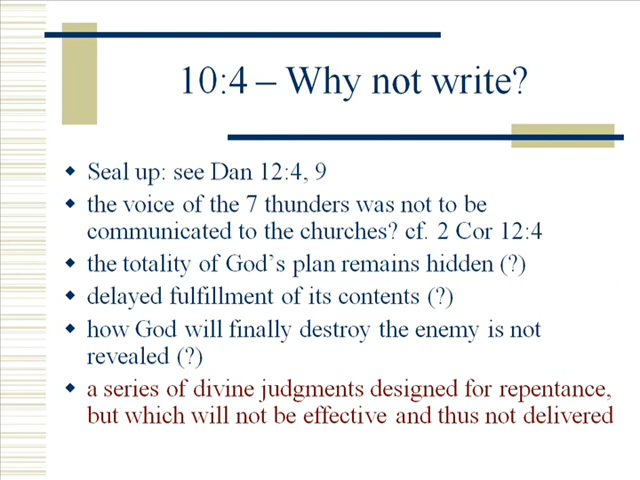 10:4 – Why not write?
Seal up: see Dan 12:4, 9
the voice of the 7 thunders was not to be
communicated to the churches? cf. 2 Cor 12:4
the totality of God's plan remains hidden (?)
delayed fulfillment of its contents (?)
how God will finally destroy the enemy is not
revealed (?)
a series of divine judgments designed for repentance,
but which will not be effective and thus not delivered